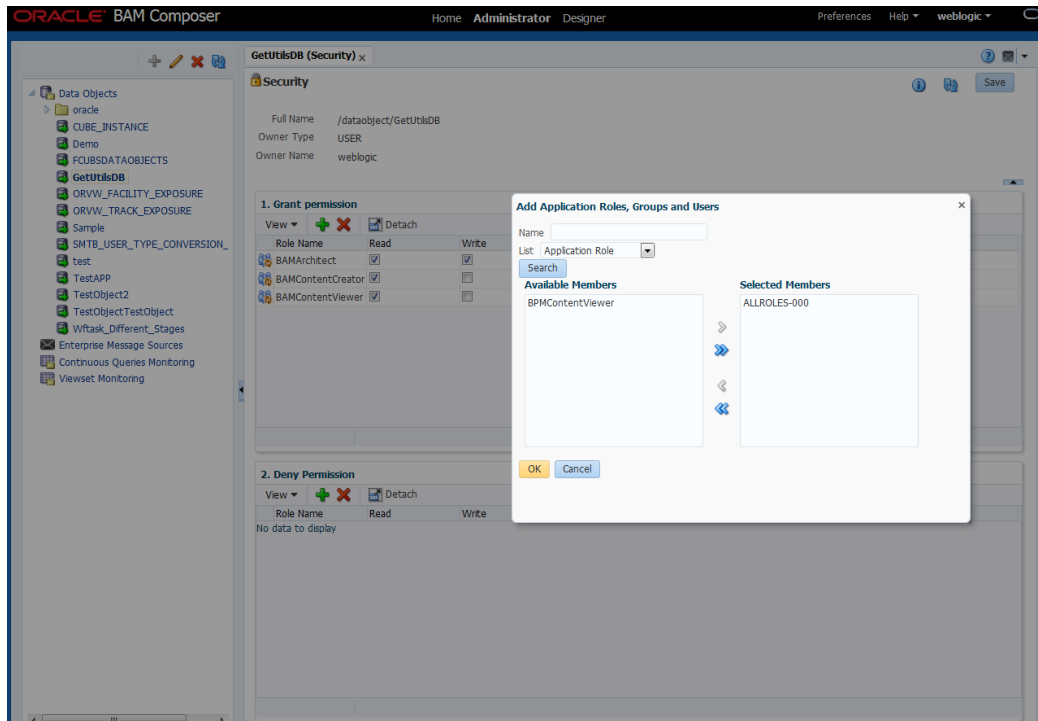 ORACLE BAM Composer
Home Administrator Designer
Preferences Help weblogic
Data Objects
oracle
CUBE_INSTANCE
Demo
FCUBSDATAOBJECTS
GetUtilsDB
ORVW_FACILITY_EXPOSURE
ORVW_TRACK_EXPOSURE
Sample
SMTB_USER_TYPE_CONVERSION_
test
TestAPP
TestObject2
TestObjectTestObject
Wftask_Different_Stages
Enterprise Message Sources
Continuous Queries Monitoring
Viewset Monitoring
GetUtilsDB (Security)
Security
Save
Full Name /dataobject/GetUtilsDB
Owner Type USER
Owner Name weblogic
1. Grant permission
View Detach
Role Name Read Write
BAMArchitect
BAMContentCreator
BAMContentViewer
2. Deny Permission
View Detach
Role Name Read Write
No data to display
Add Application Roles, Groups and Users
Name
List Application Role
Search
Available Members Selected Members
BPMContentViewer ALLROLES-000
OK Cancel